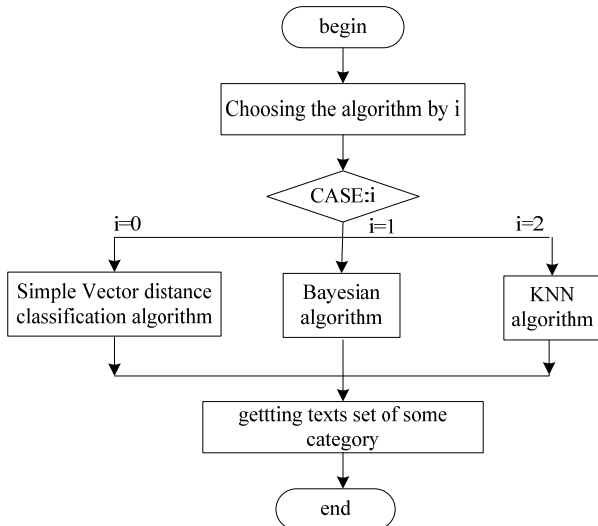 begin
Choosing the algorithm by i
CASE:i
i=0
i=1
i=2
Simple Vector distance
classification algorithm
Bayesian
algorithm
KNN
algorithm
gettting texts set of some
category
end